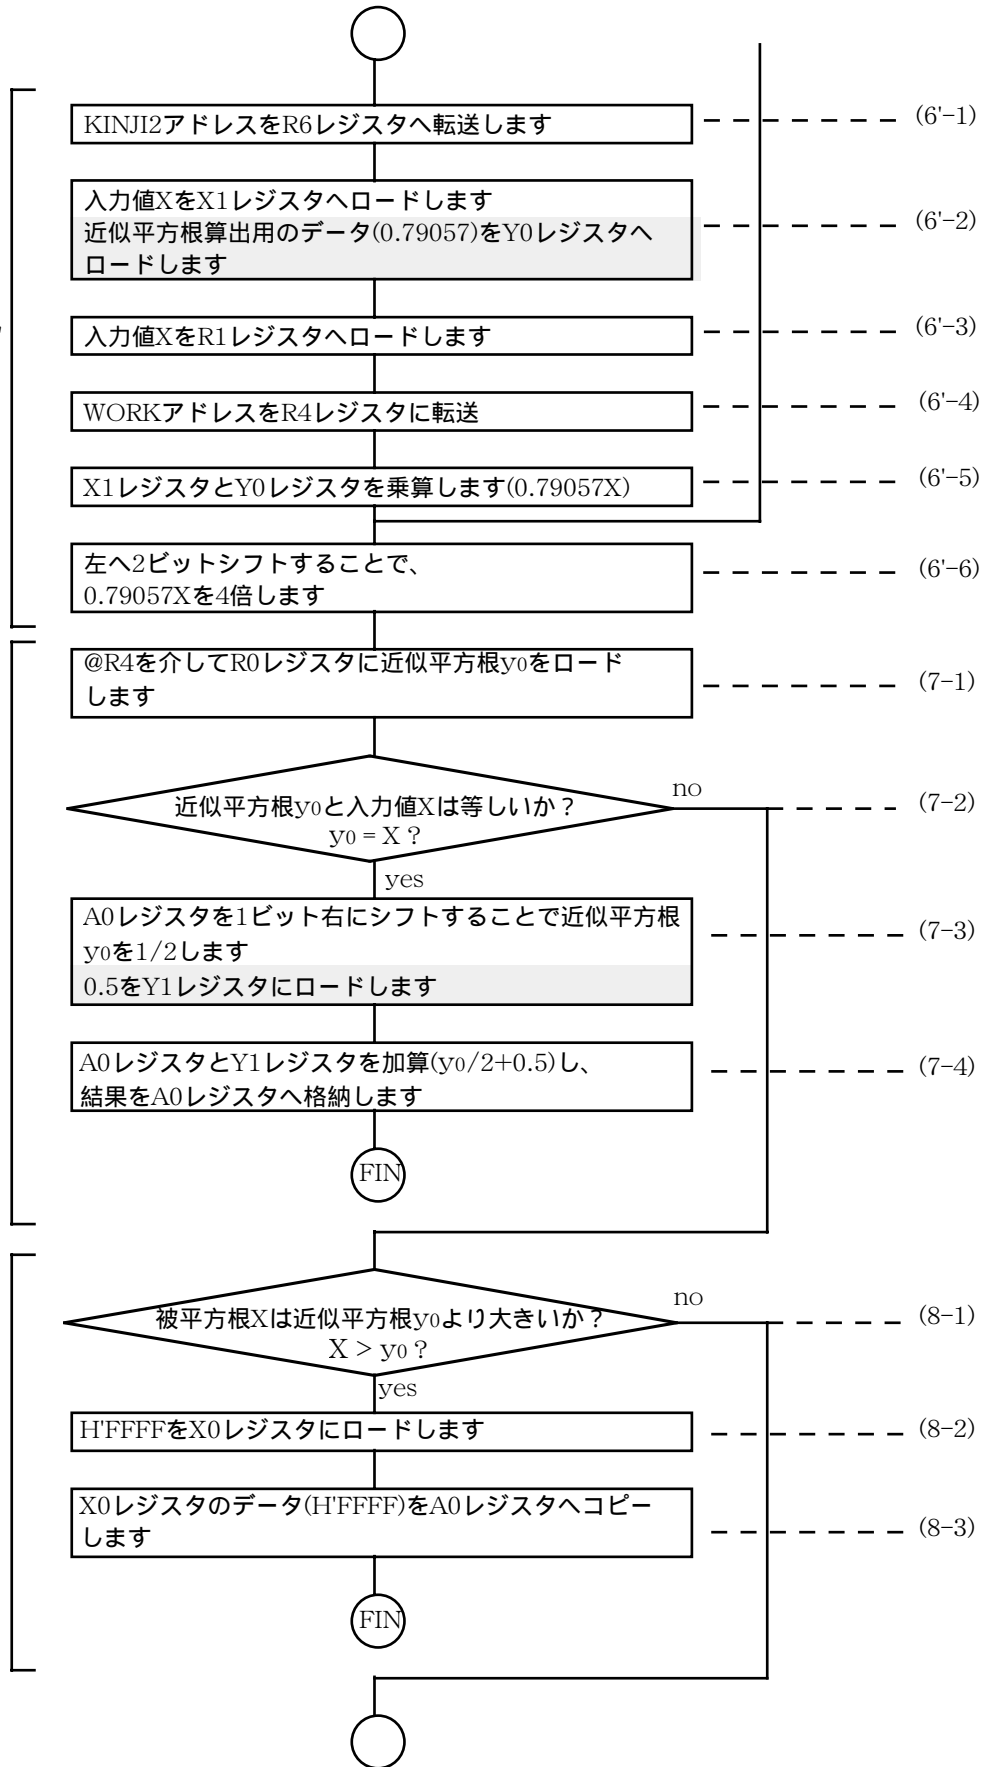 KINJI2アドレスをR6レジスタへ転送します
(6'-1)
入力値XをX1レジスタへロードします
近似平方根算出用のデータ(0.79057)をY0レジスタへ
ロードします
(6'-2)
入力値XをR1レジスタへロードします
(6'-3)
WORKアドレスをR4レジスタに転送
(6'-4)
X1レジスタとY0レジスタを乗算します(0.79057X)
(6'-5)
左へ2ビットシフトすることで、
0.79057Xを4倍します
(6'-6)
@R4を介してR0レジスタに近似平方根y0をロード
します
(7-1)
近似平方根y0と入力値Xは等しいか？
y0 = X ?
no
(7-2)
yes
A0レジスタを1ビット右にシフトすることで近似平方根
y0を1/2します
0.5をY1レジスタにロードします
(7-3)
A0レジスタとY1レジスタを加算(y0/2+0.5)し、
結果をA0レジスタへ格納します
(7-4)
FIN
被平方根Xは近似平方根y0より大きいか？
X > y0 ?
no
(8-1)
yes
H'FFFFをX0レジスタにロードします
(8-2)
X0レジスタのデータ(H'FFFF)をA0レジスタへコピー
します
(8-3)
FIN